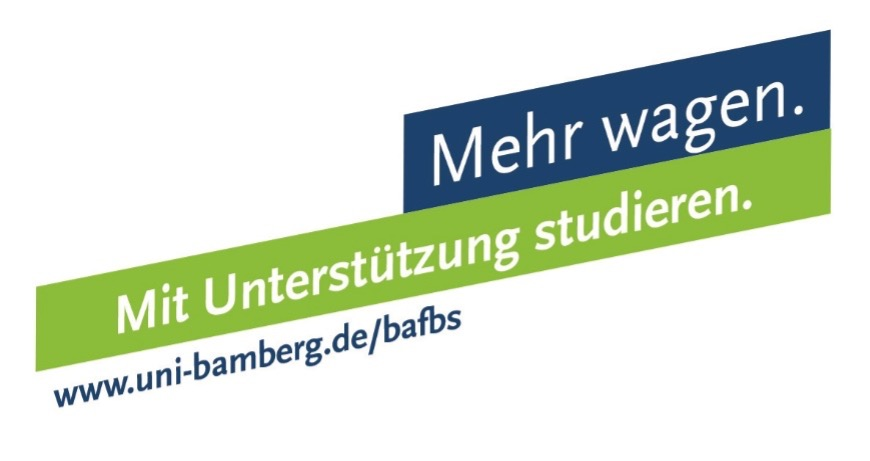 Mehr wagen.
Mit Unterstützung studieren.
www.uni-bamberg.de/bafbs